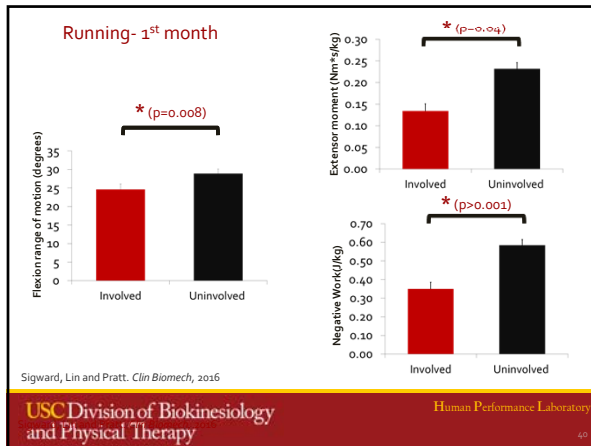 Running- 1st month
* (p=0.008)
Flexion range of motion (degrees)
35
30
25
20
15
10
5
0
Involved Uninvolved
* (p=0.04)
Extensor moment (Nm*s/kg)
0.30
0.25
0.20
0.15
0.10
0.05
0.00
Involved Uninvolved
* (p>0.001)
Negative Work(J/kg)
0.70
0.60
0.50
0.40
0.30
0.20
0.10
0.00
Involved Uninvolved
Sigward, Lin and Pratt. Clin Biomech, 2016
USC Division of Biokinesiology
and Physical Therapy
Human Performance Laboratory
40